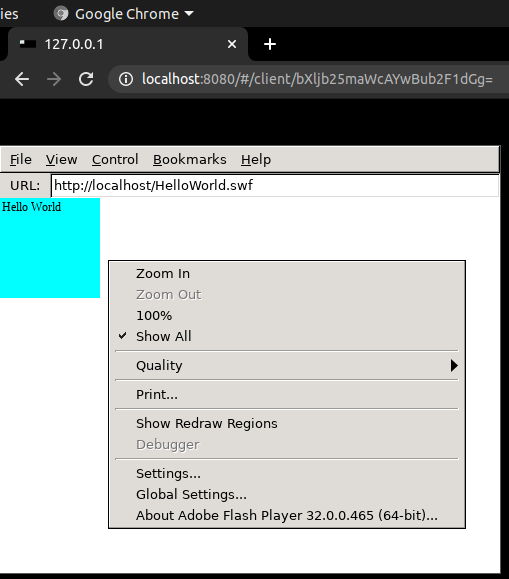 ies Google Chrome
127.0.0.1
localhost:8080/#/client/bXljb25maWcAYwBub2F1dGg=
File View Control Bookmarks Help
URL: http://localhost/HelloWorld.swf
Hello World
Zoom In
Zoom Out
100%
Show All
Quality
Print...
Show Redraw Regions
Debugger
Settings...
Global Settings...
About Adobe Flash Player 32.0.0.465 (64-bit)...